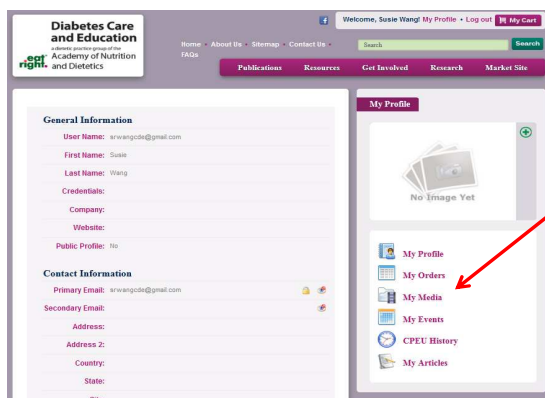 Diabetes Care
and Education
a dietetic practice group of the
eat right. Academy of Nutrition
and Dietetics
Welcome, Susie Wang! My Profile • Log out My Cart
Home • About Us • Sitemap • Contact Us •
FAQs
Search Search
Publications Resources Get Involved Research Market Site
General Information
User Name: srwangcde@gmail.com
First Name: Susie
Last Name: Wang
Credentials:
Company:
Website:
Public Profile: No
Contact Information
Primary Email: srwangcde@gmail.com
Secondary Email:
Address:
Address 2:
Country:
State:
My Profile
No Image Yet
My Profile
My Orders
My Media
My Events
CPEU History
My Articles